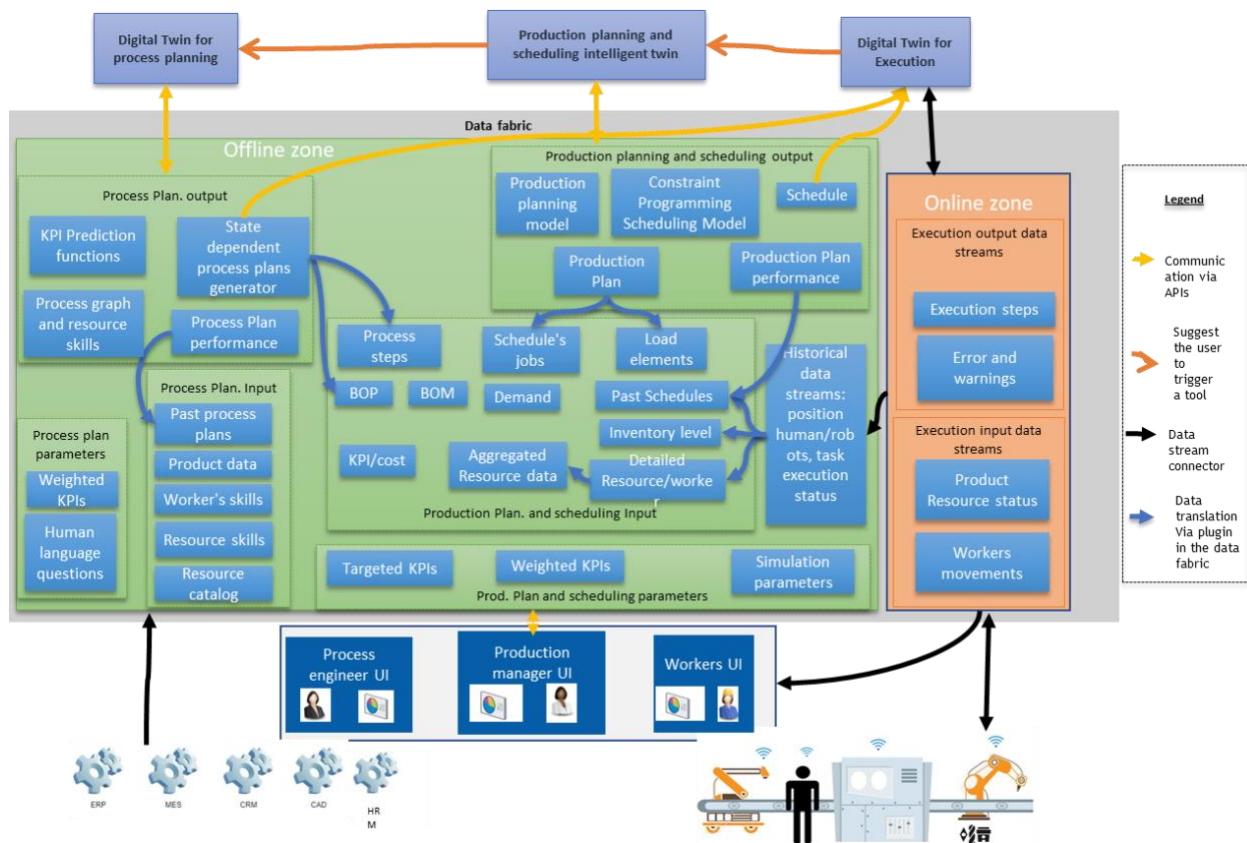 Digital Twin for
process planning
Production planning and
scheduling intelligent twin
Digital Twin for
Execution
Data fabric
Offline zone
Process Plan. output
KPI Prediction
functions
State
dependent
process plans
generator
Process graph
and resource
skills
Process Plan
performance
Production planning and scheduling output
Production
planning
model
Constraint
Programming
Scheduling Model
Schedule
Production
Plan
Production Plan
performance
Process Plan. Input
Past process
plans
Product data
Worker's skills
Resource skills
Resource
catalog
Process plan
parameters
Weighted
KPIs
Human
language
questions
Process
steps
Schedule's
jobs
Load
elements
BOP
BOM
Demand
Past Schedules
Inventory level
KPI/cost
Aggregated
Resource data
Detailed
Resource/worke
r
Production Plan. and scheduling Input
Historical
data
streams:
position
human/rob
ots, task
execution
status
Targeted KPIs
Weighted KPIs
Simulation
parameters
Prod. Plan and scheduling parameters
Online zone
Execution output data
streams
Execution steps
Error and
warnings
Execution input data
streams
Product
Resource status
Workers
movements
Legend
Communic
ation via
APIs
Suggest
the user
to
trigger
a tool
Data
stream
connector
Data
translation
Via plugin
in the data
fabric
Process
engineer UI
Production
manager UI
Workers UI
ERP
MES
CRM
CAD
HR
M